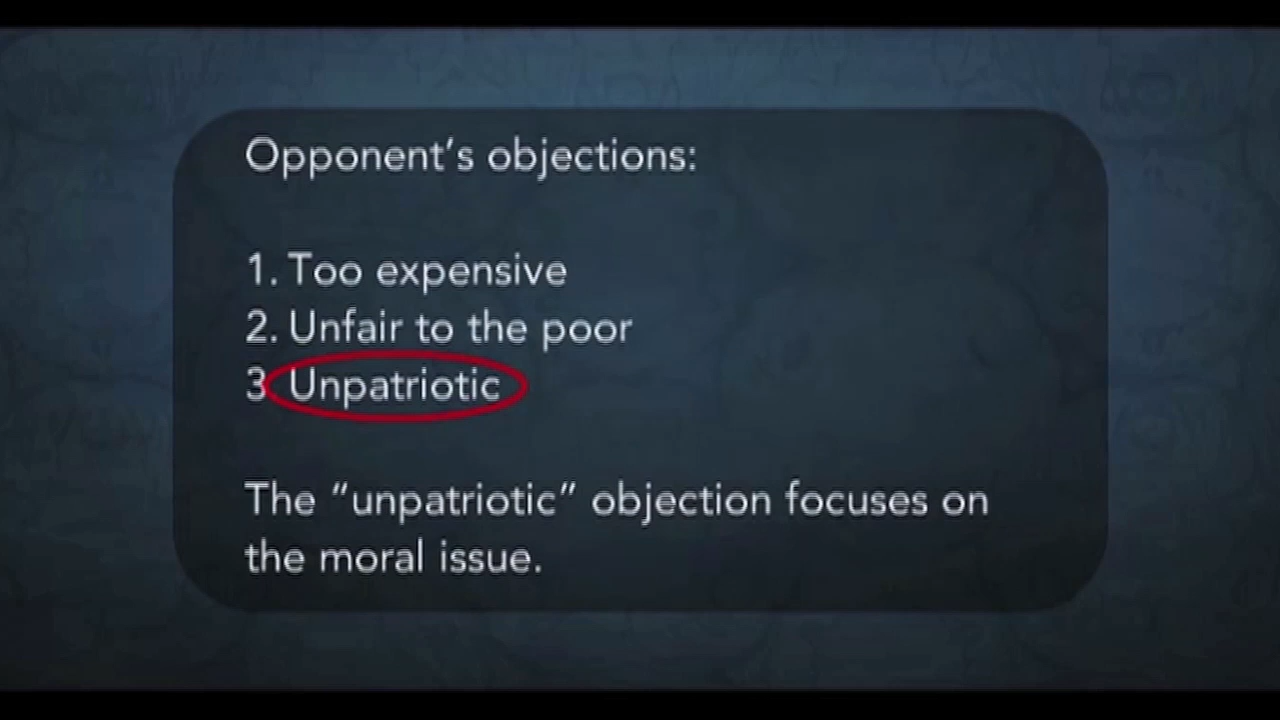 Opponent's objections:
1. Too expensive
2. Unfair to the poor
3 Unpatriotic
The “unpatriotic” objection focuses on
the moral issue.